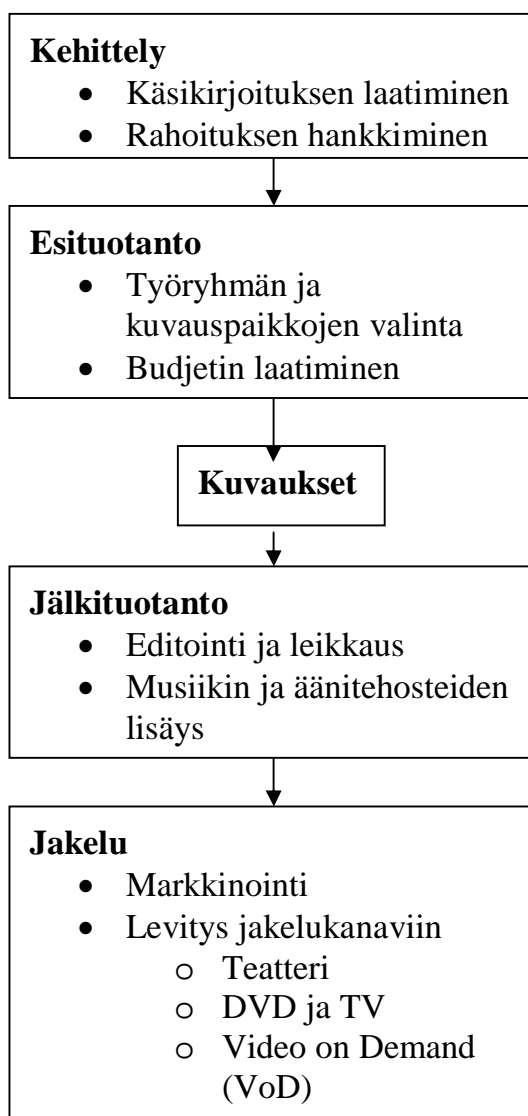 Kehittely
• Käsikirjoituksen laatiminen
• Rahoituksen hankkiminen
Esituotanto
• Työryhmän ja
kuvauspaikkojen valinta
• Budjetin laatiminen
Kuvaukset
Jälkituotanto
• Editointi ja leikkaus
• Musiikin ja äänitehosteiden
lisäys
Jakelu
• Markkinointi
• Levitys jakelukanaviin
o Teatteri
o DVD ja TV
o Video on Demand
(VoD)